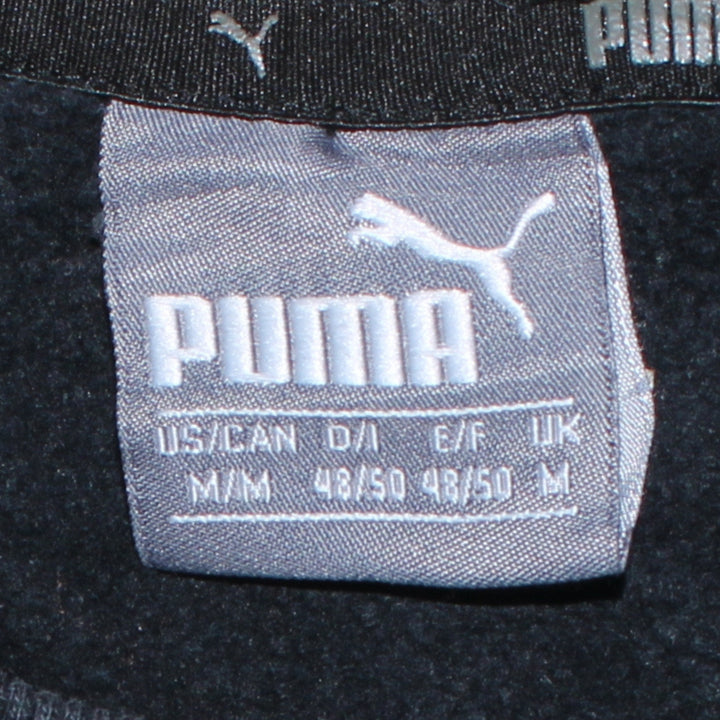 PUMA
PUMA
US/CAN D/I E/F UK
M/M 48/50 48/50 M